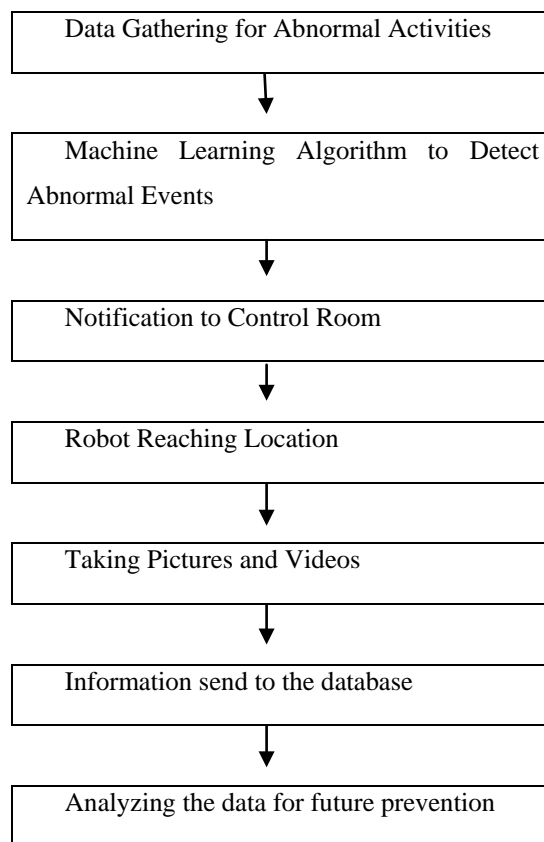 Data Gathering for Abnormal Activities
Machine Learning Algorithm to Detect
Abnormal Events
Notification to Control Room
Robot Reaching Location
Taking Pictures and Videos
Information send to the database
Analyzing the data for future prevention